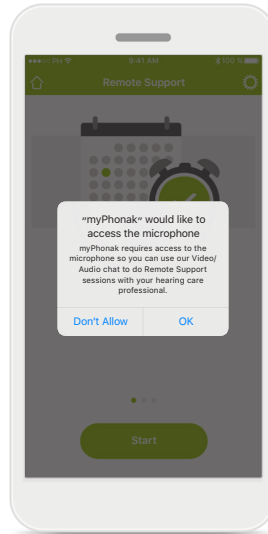 PH 9:41 AM 100 %
Remote Support
"myPhonak" would like to
access the microphone
myPhonak requires access to the
microphone so you can use our Video/
Audio chat to do Remote Support
sessions with your hearing care
professional.
Don't Allow OK
Start